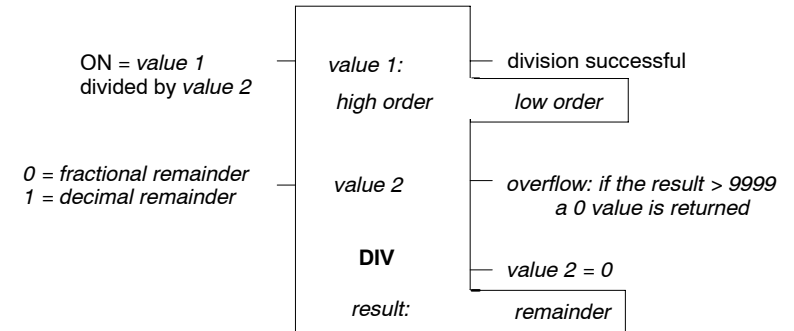 ON = value 1
divided by value 2
value 1:
division successful
high order
low order
0 = fractional remainder
1 = decimal remainder
value 2
overflow: if the result > 9999
a 0 value is returned
DIV
value 2 = 0
result:
remainder